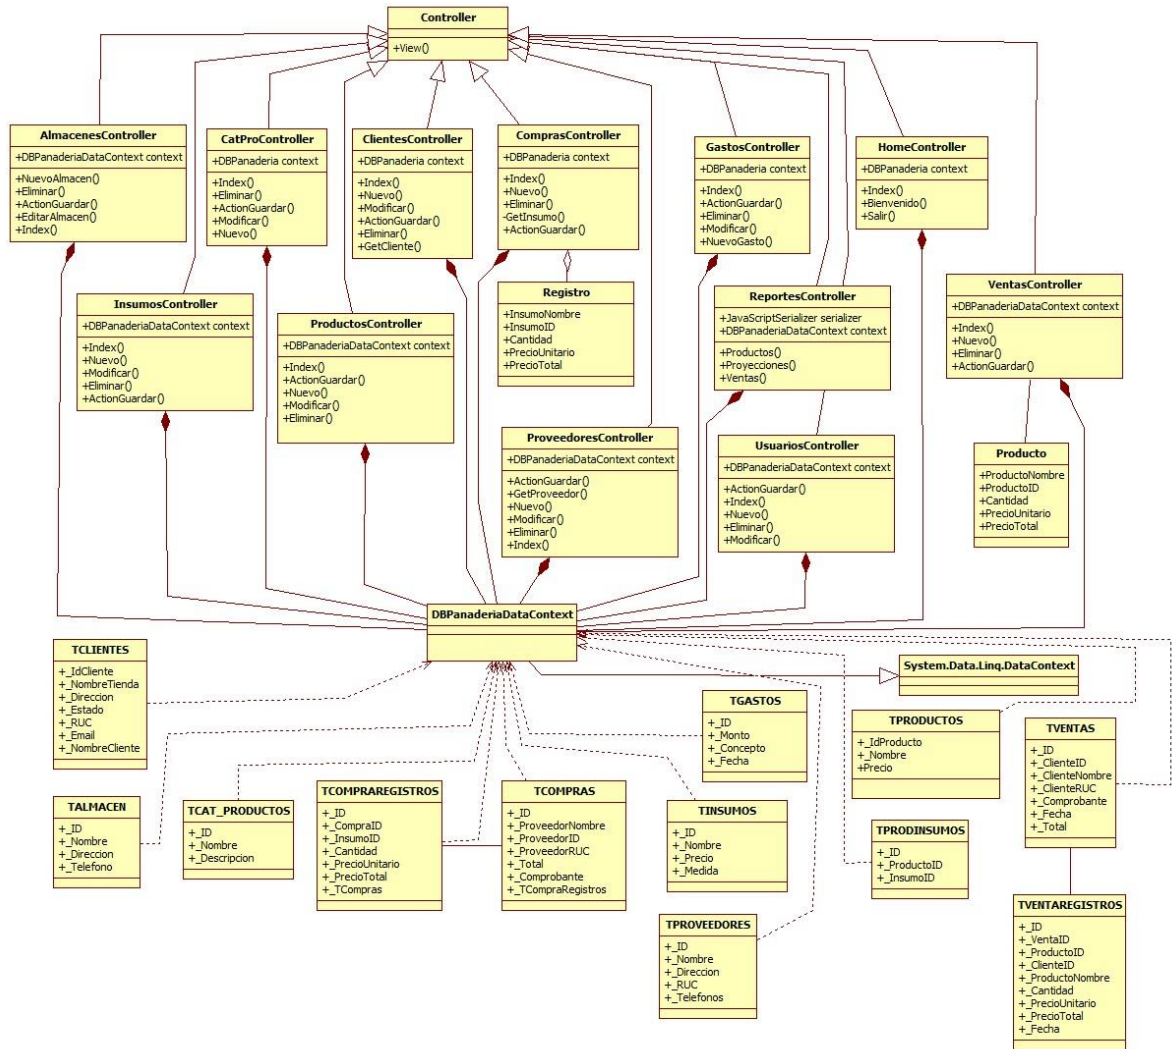 Controller
+View()
AlmacenesController
+DBPanaderiaDataContext context
+NuevoAlmacen()
+Eliminar()
+ActionGuardar()
+EditarAlmacen()
+Index()
CatProController
+DBPanaderia context
+Index()
+Eliminar()
+ActionGuardar()
+Modificar()
+Nuevo()
ClientesController
+DBPanaderia context
+Index()
+Nuevo()
+Modificar()
+ActionGuardar()
+Eliminar()
+GetCliente()
ComprasController
+DBPanaderia context
+Index()
+Nuevo()
+Eliminar()
-GetInsumo()
+ActionGuardar()
GastosController
+DBPanaderia context
+Index()
+ActionGuardar()
+Eliminar()
+Modificar()
+NuevoGasto()
HomeController
+DBPanaderia context
+Index()
+Bienvenido()
+Salir()
InsumosController
+DBPanaderiaDataContext context
+Index()
+Nuevo()
+Modificar()
+Eliminar()
+ActionGuardar()
ProductosController
+DBPanaderiaDataContext context
+Index()
+ActionGuardar()
+Nuevo()
+Modificar()
+Eliminar()
Registro
+InsumoNombre
+InsumoID
+Cantidad
+PrecioUnitario
+PrecioTotal
ReportesController
+JavaScriptSerializer serializer
+DBPanaderiaDataContext context
+Productos()
+Proyecciones()
+Ventas()
VentasController
+DBPanaderiaDataContext context
+Index()
+Nuevo()
+Eliminar()
+ActionGuardar()
ProveedoresController
+DBPanaderiaDataContext context
+ActionGuardar()
+GetProveedor()
+Nuevo()
+Modificar()
+Eliminar()
+Index()
UsuariosController
+DBPanaderiaDataContext context
+ActionGuardar()
+Index()
+Nuevo()
+Eliminar()
+Modificar()
Producto
+ProductoNombre
+ProductoID
+Cantidad
+PrecioUnitario
+PrecioTotal
DBPanaderiaDataContext
System.Data.Linq.DataContext
TCLIENTES
+_IdCliente
+_NombreTienda
+_Direccion
+_Estado
+_RUC
+_Email
+_NombreCliente
TGASTOS
+_ID
+_Monto
+_Concepto
+_Fecha
TPRODUCTOS
+_IdProducto
+_Nombre
+Precio
TVENTAS
+_ID
+_ClienteID
+_ClienteNombre
+_ClienteRUC
+_Comprobante
+_Fecha
+_Total
TALMACEN
+_ID
+_Nombre
+_Direccion
+_Telefono
TCAT_PRODUCTOS
+_ID
+_Nombre
+_Descripcion
TCOMPRAREGISTROS
+_ID
+_CompraID
+_InsumoID
+_Cantidad
+_PrecioUnitario
+_PrecioTotal
+_TCompras
TCOMPRAS
+_ID
+_ProveedorNombre
+_ProveedorID
+_ProveedorRUC
+_Total
+_Comprobante
+_TCompraRegistros
TINSUMOS
+_ID
+_Nombre
+_Precio
+_Medida
TPRODINSUMOS
+_ID
+_ProductoID
+_InsumoID
TPROVEEDORES
+_ID
+_Nombre
+_Direccion
+_RUC
+_Telefonos
TVENTAREGISTROS
+_ID
+_VentaID
+_ProductoID
+_ClienteID
+_ProductoNombre
+_Cantidad
+_PrecioUnitario
+_PrecioTotal
+_Fecha